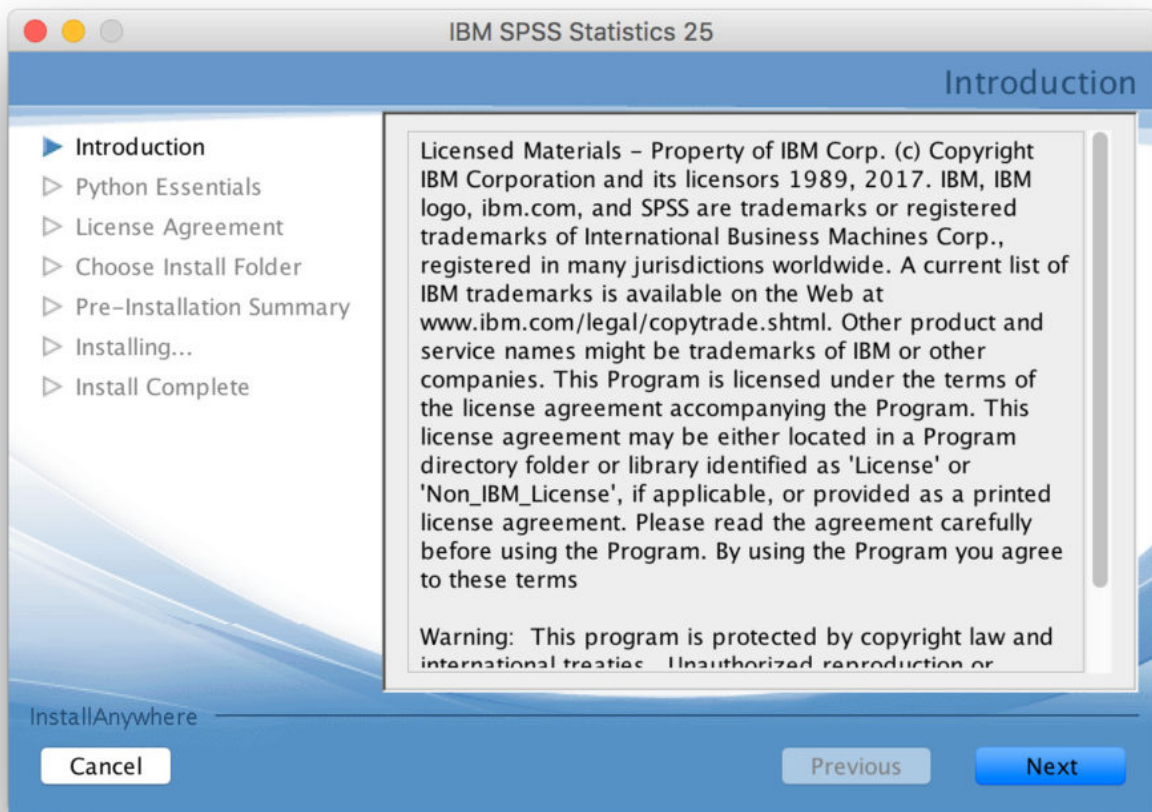 IBM SPSS Statistics 25
Introduction
Introduction
Python Essentials
License Agreement
Choose Install Folder
Pre-Installation Summary
Installing...
Install Complete
Licensed Materials – Property of IBM Corp. (c) Copyright
IBM Corporation and its licensors 1989, 2017. IBM, IBM
logo, ibm.com, and SPSS are trademarks or registered
trademarks of International Business Machines Corp.,
registered in many jurisdictions worldwide. A current list of
IBM trademarks is available on the Web at
www.ibm.com/legal/copytrade.shtml. Other product and
service names might be trademarks of IBM or other
companies. This Program is licensed under the terms of
the license agreement accompanying the Program. This
license agreement may be either located in a Program
directory folder or library identified as 'License' or
'Non_IBM_License', if applicable, or provided as a printed
license agreement. Please read the agreement carefully
before using the Program. By using the Program you agree
to these terms
Warning:  This program is protected by copyright law and
international treaties.  Unauthorized reproduction or
InstallAnywhere
Cancel
Previous
Next